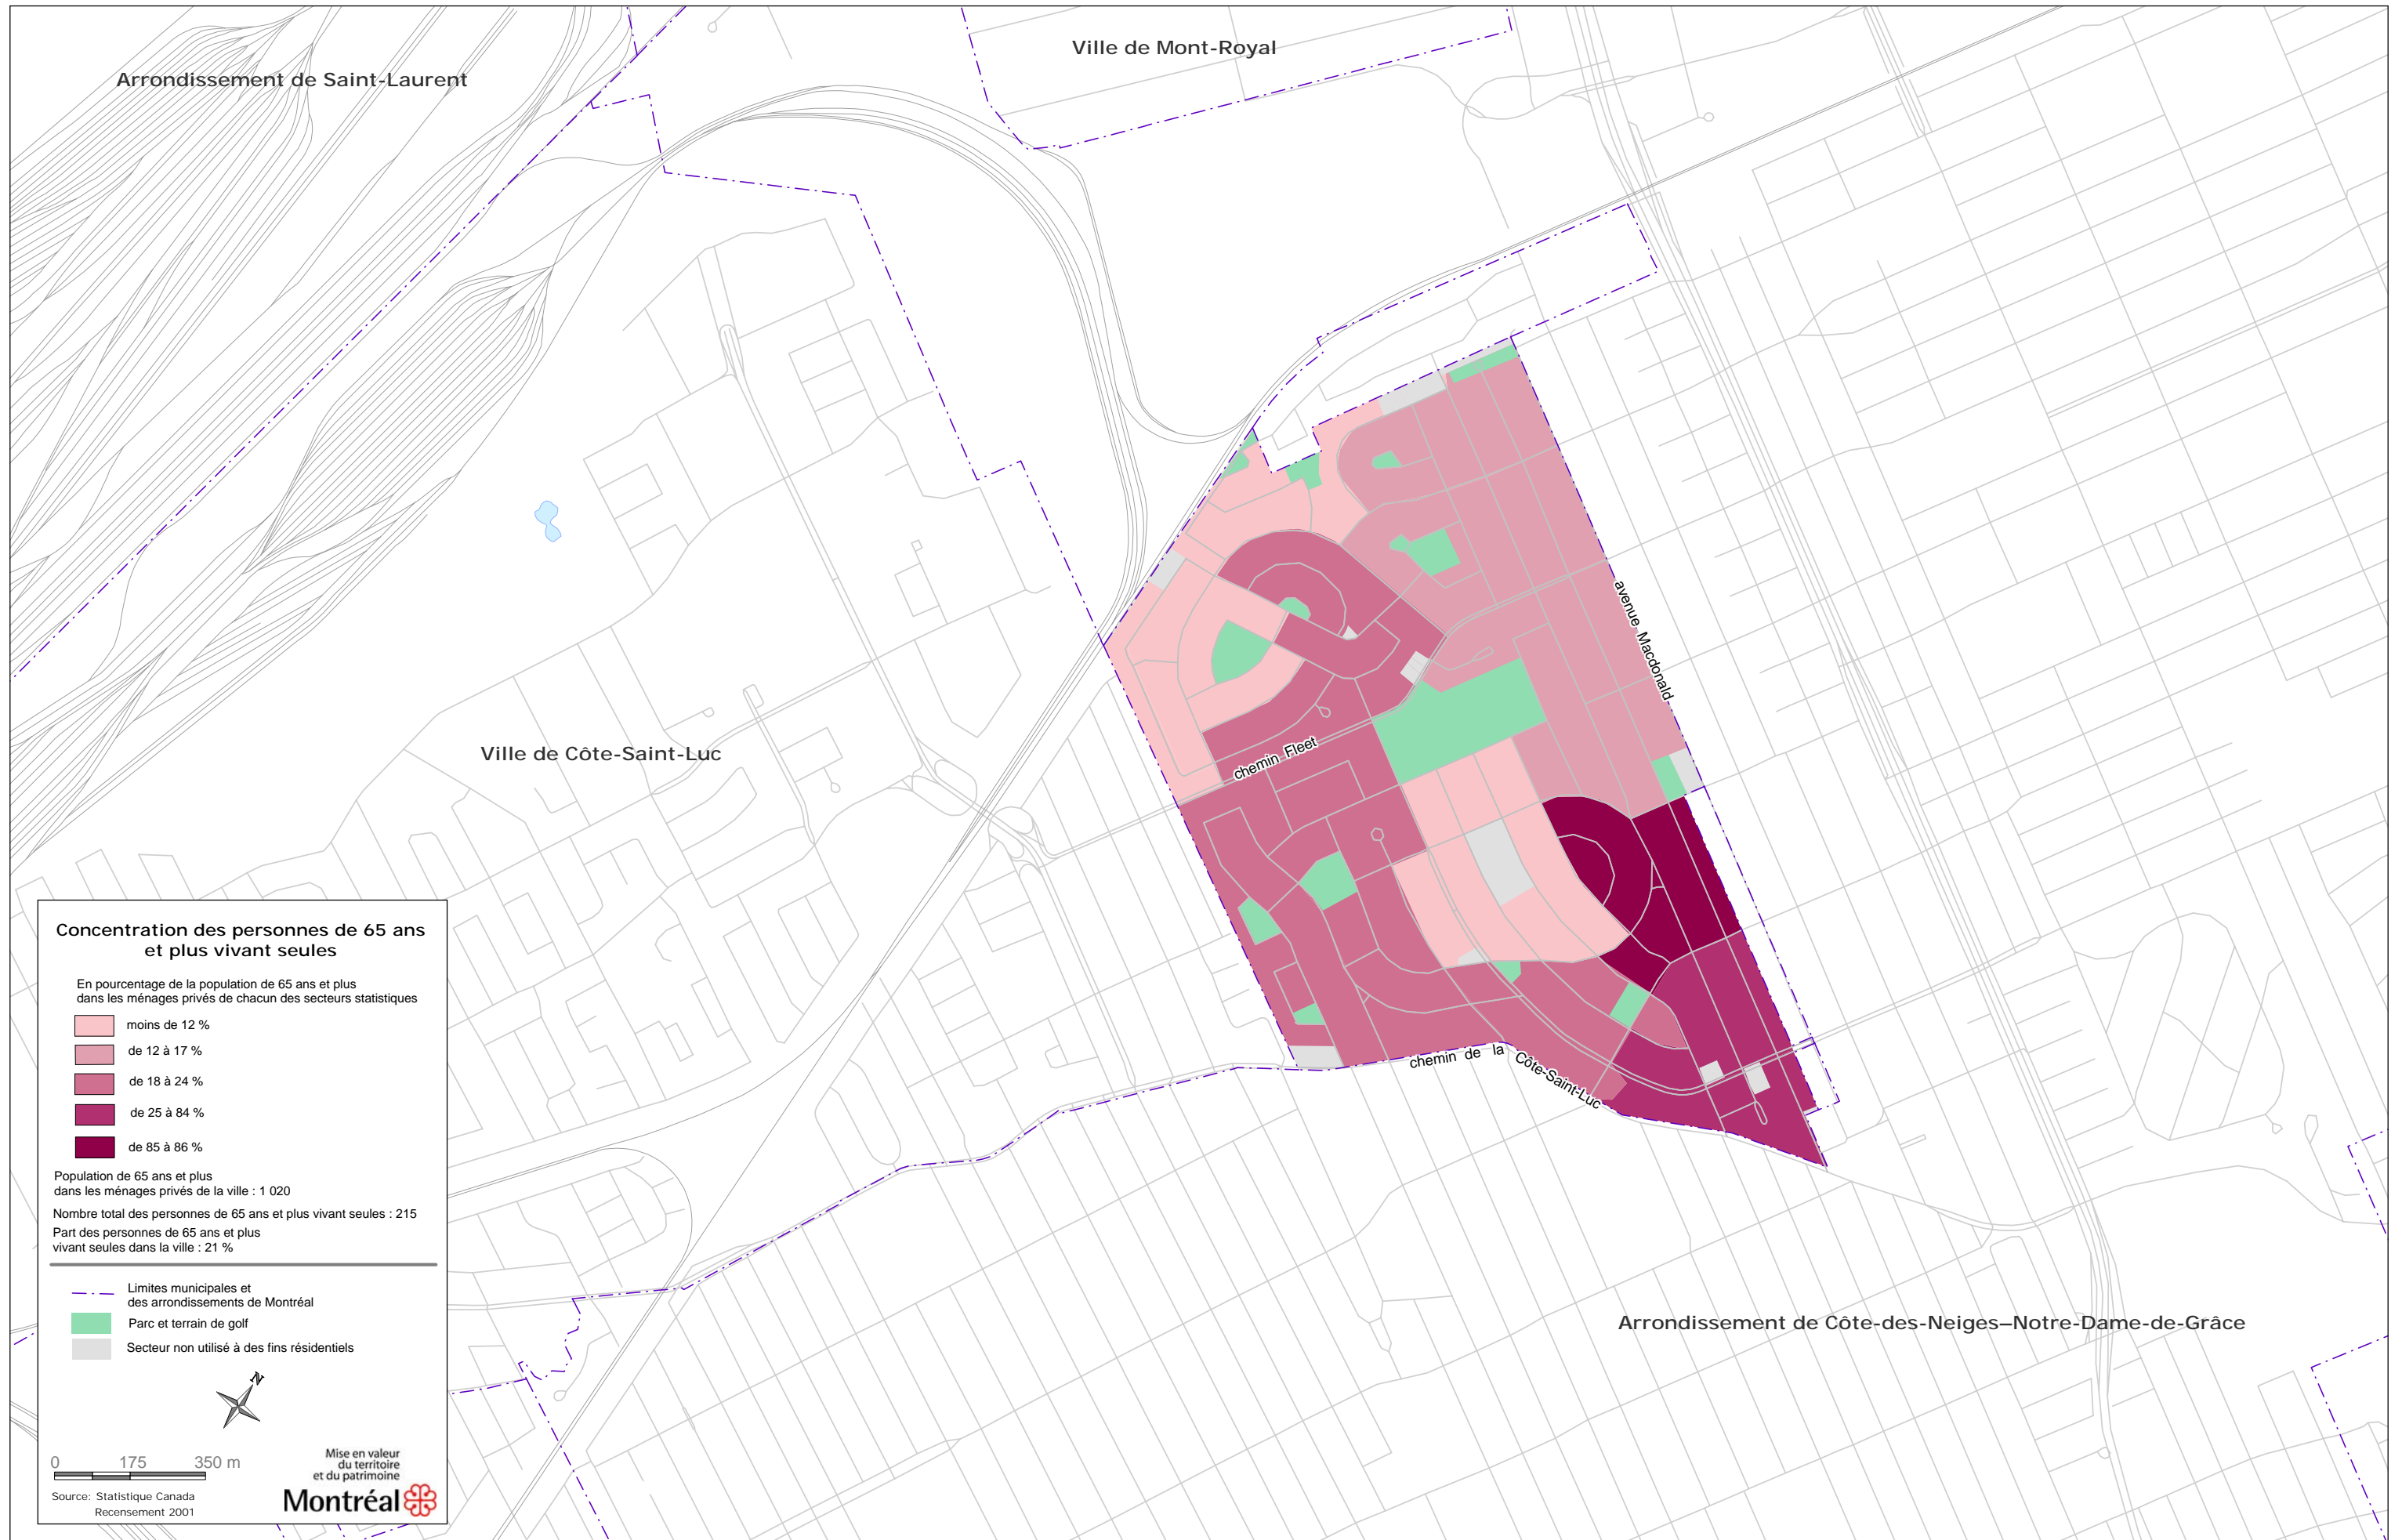 Arrondissement de Saint-Laurent
Ville de Mont-Royal
avenue Macdonald
Ville de Côte-Saint-Luc
chemin Fleet
chemin de la Côte-Saint-Luc
Arrondissement de Côte-des-Neiges–Notre-Dame-de-Grâce
Concentration des personnes de 65 ans
et plus vivant seules
En pourcentage de la population de 65 ans et plus
dans les ménages privés de chacun des secteurs statistiques
moins de 12 %
de 12 à 17 %
de 18 à 24 %
de 25 à 84 %
de 85 à 86 %
Population de 65 ans et plus
dans les ménages privés de la ville : 1 020
Nombre total des personnes de 65 ans et plus vivant seules : 215
Part des personnes de 65 ans et plus
vivant seules dans la ville : 21 %
Limites municipales et
des arrondissements de Montréal
Parc et terrain de golf
Secteur non utilisé à des fins résidentiels
N
0 175 350 m
Source: Statistique Canada
Recensement 2001
Mise en valeur
du territoire
et du patrimoine
Montréal